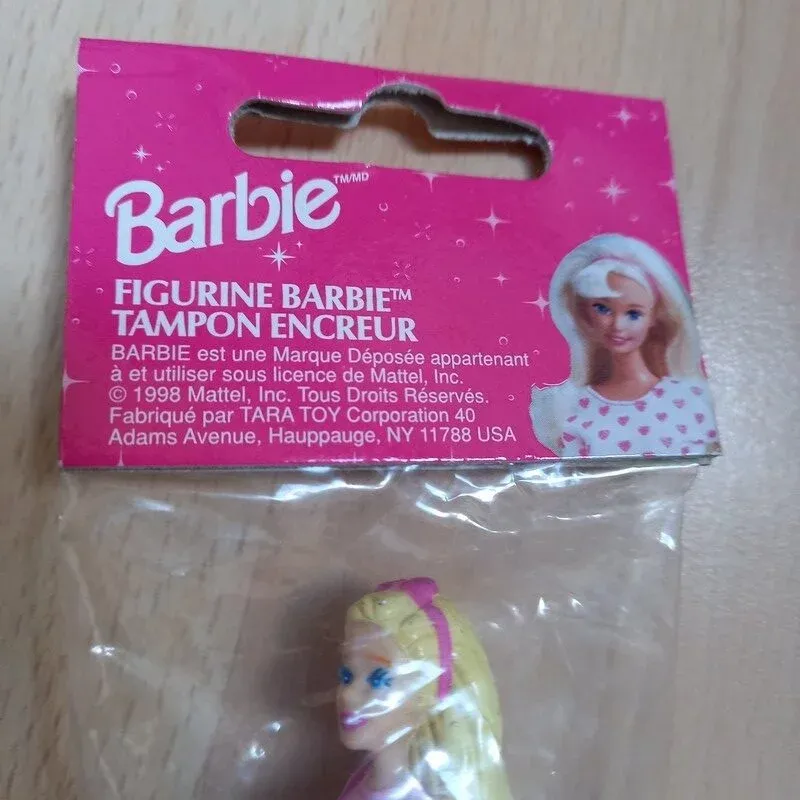 Barbie™/MD
FIGURINE BARBIE™
TAMPON ENCREUR
BARBIE est une Marque Déposée appartenant
à et utiliser sous licence de Mattel, Inc.
© 1998 Mattel, Inc. Tous Droits Réservés.
Fabriqué par TARA TOY Corporation 40
Adams Avenue, Hauppauge, NY 11788 USA